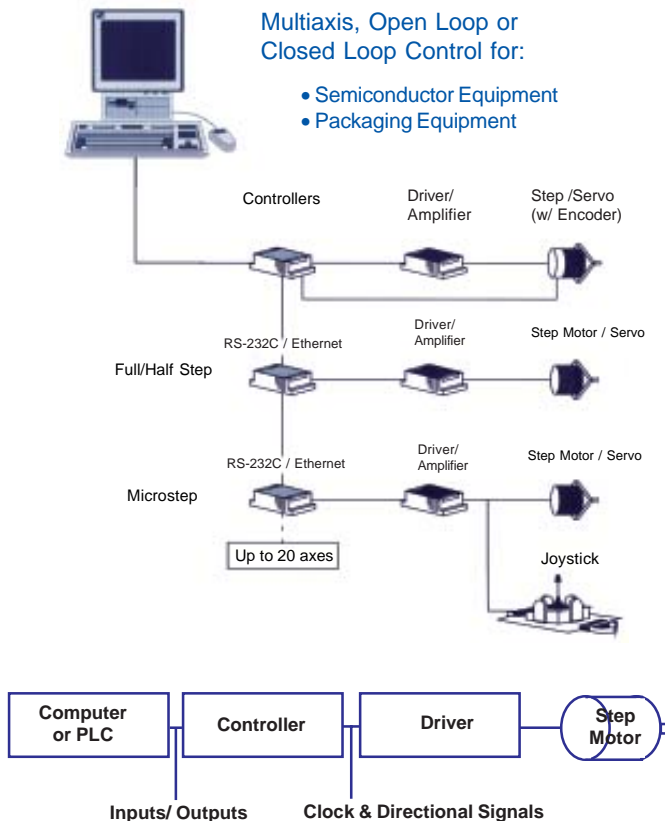 Multiaxis, Open Loop or
Closed Loop Control for:
• Semiconductor Equipment
• Packaging Equipment
Controllers
Driver/
Amplifier
Step /Servo
(w/ Encoder)
RS-232C / Ethernet
Driver/
Amplifier
Step Motor / Servo
Full/Half Step
RS-232C / Ethernet
Driver/
Amplifier
Step Motor / Servo
Microstep
Up to 20 axes
Joystick
Computer
or PLC
Controller
Driver
Step
Motor
Inputs/ Outputs
Clock & Directional Signals